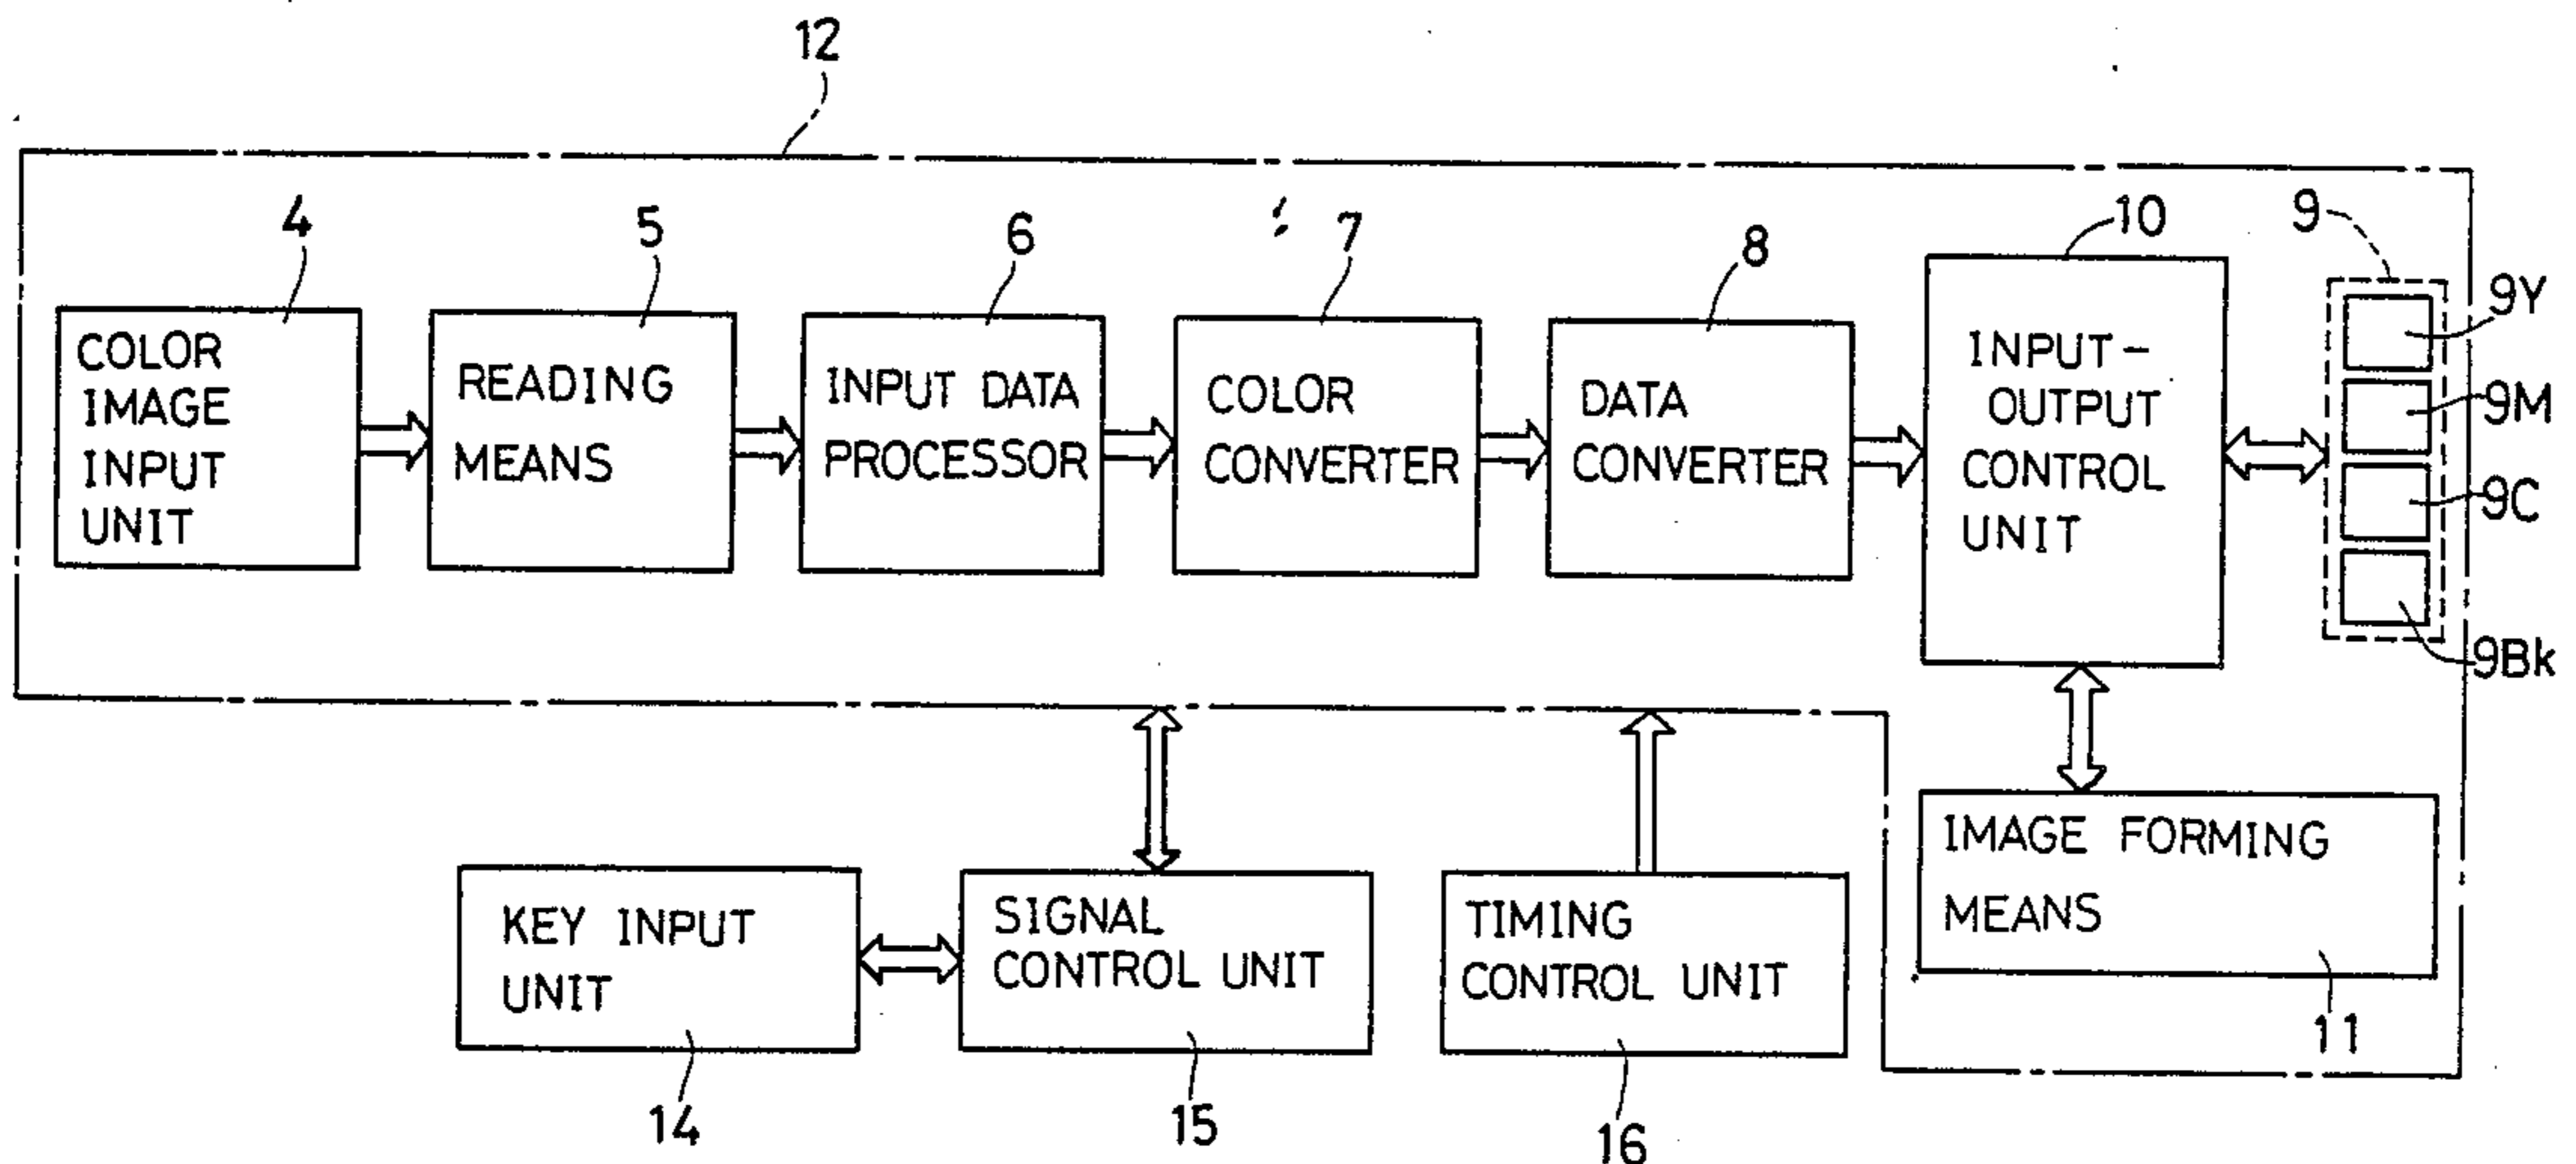 12
4
5
6
7
8
10
9
COLOR
IMAGE
INPUT
UNIT
READING
MEANS
INPUT DATA
PROCESSOR
COLOR
CONVERTER
DATA
CONVERTER
INPUT-
OUTPUT
CONTROL
UNIT
9Y
9M
9C
9Bk
KEY INPUT
UNIT
SIGNAL
CONTROL UNIT
TIMING
CONTROL UNIT
IMAGE FORMING
MEANS
14
15
16
11